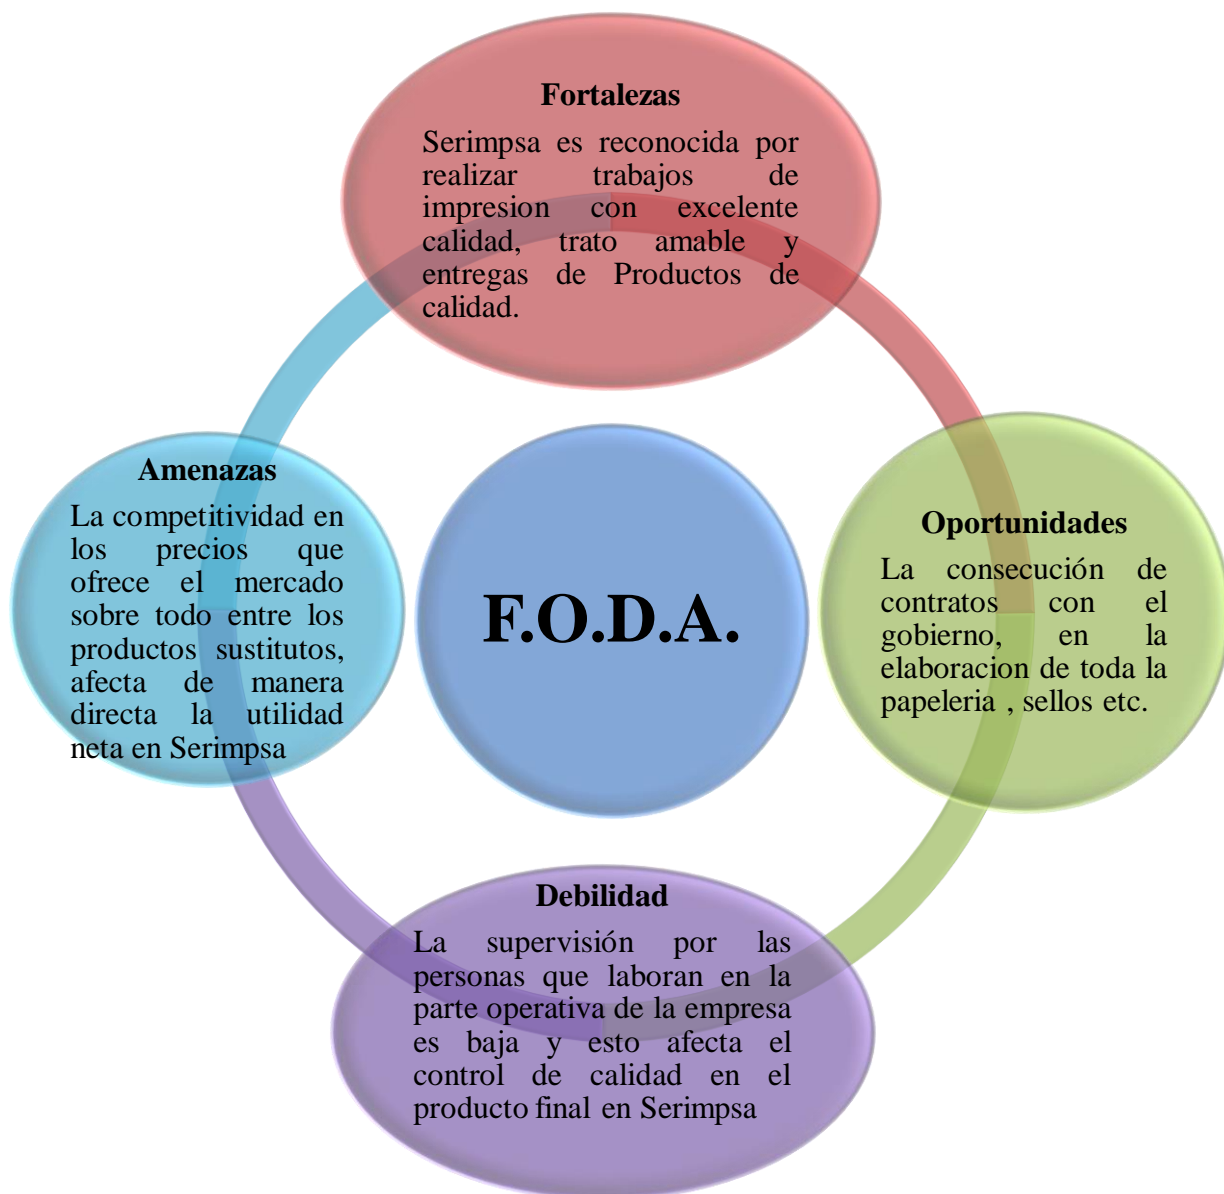 Fortalezas
Serimpsa es reconocida por
realizar trabajos de
impresion con excelente
calidad, trato amable y
entregas de Productos de
calidad.
Amenazas
La competitividad en
los precios que
ofrece el mercado
sobre todo entre los
productos sustitutos,
afecta de manera
directa la utilidad
neta en Serimpsa
F.O.D.A.
Oportunidades
La consecución de
contratos con el
gobierno, en la
elaboracion de toda la
papeleria , sellos etc.
Debilidad
La supervisión por las
personas que laboran en la
parte operativa de la empresa
es baja y esto afecta el
control de calidad en el
producto final en Serimpsa